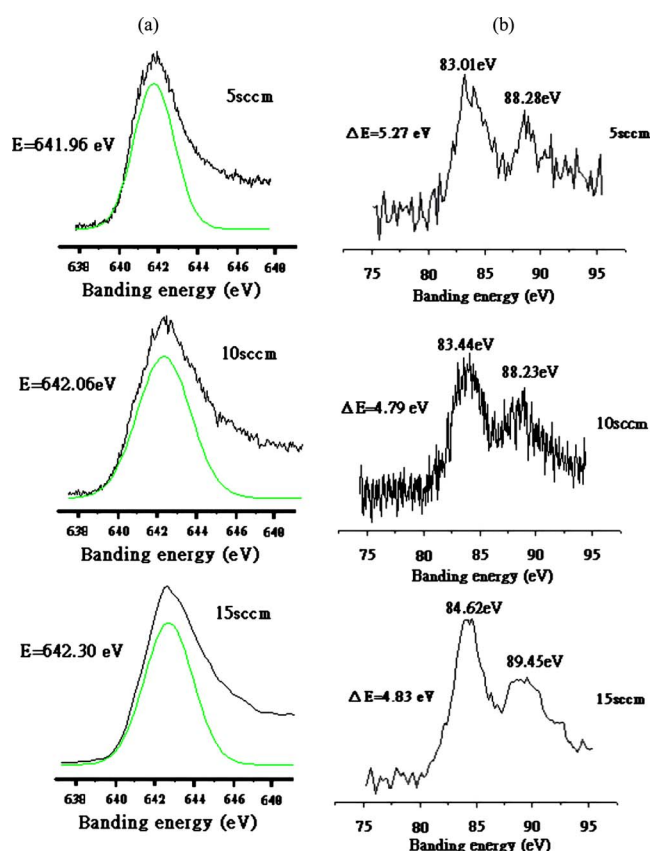 (a)
(b)
5sccm
E=641.96 eV
638 640 642 644 646 648
Banding energy (eV)
83.01eV
88.28eV
ΔE=5.27 eV
5sccm
75 80 85 90 95
Banding energy (eV)
10sccm
E=642.06eV
638 640 642 644 646 648
Banding energy (eV)
83.44eV
88.23eV
ΔE=4.79 eV
10sccm
75 80 85 90 95
Banding energy (eV)
15sccm
E=642.30 eV
638 640 642 644 646 648
Banding energy (eV)
84.62eV
89.45eV
ΔE=4.83 eV
15sccm
75 80 85 90 95
Banding energy (eV)